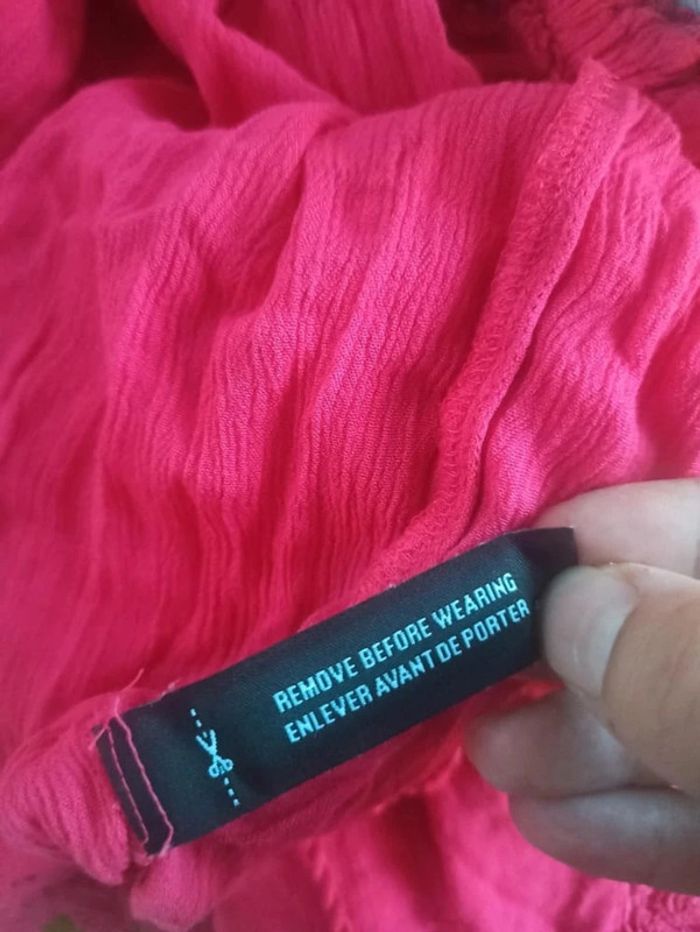 REMOVE BEFORE WEARING
ENLEVER AVANT DE PORTER